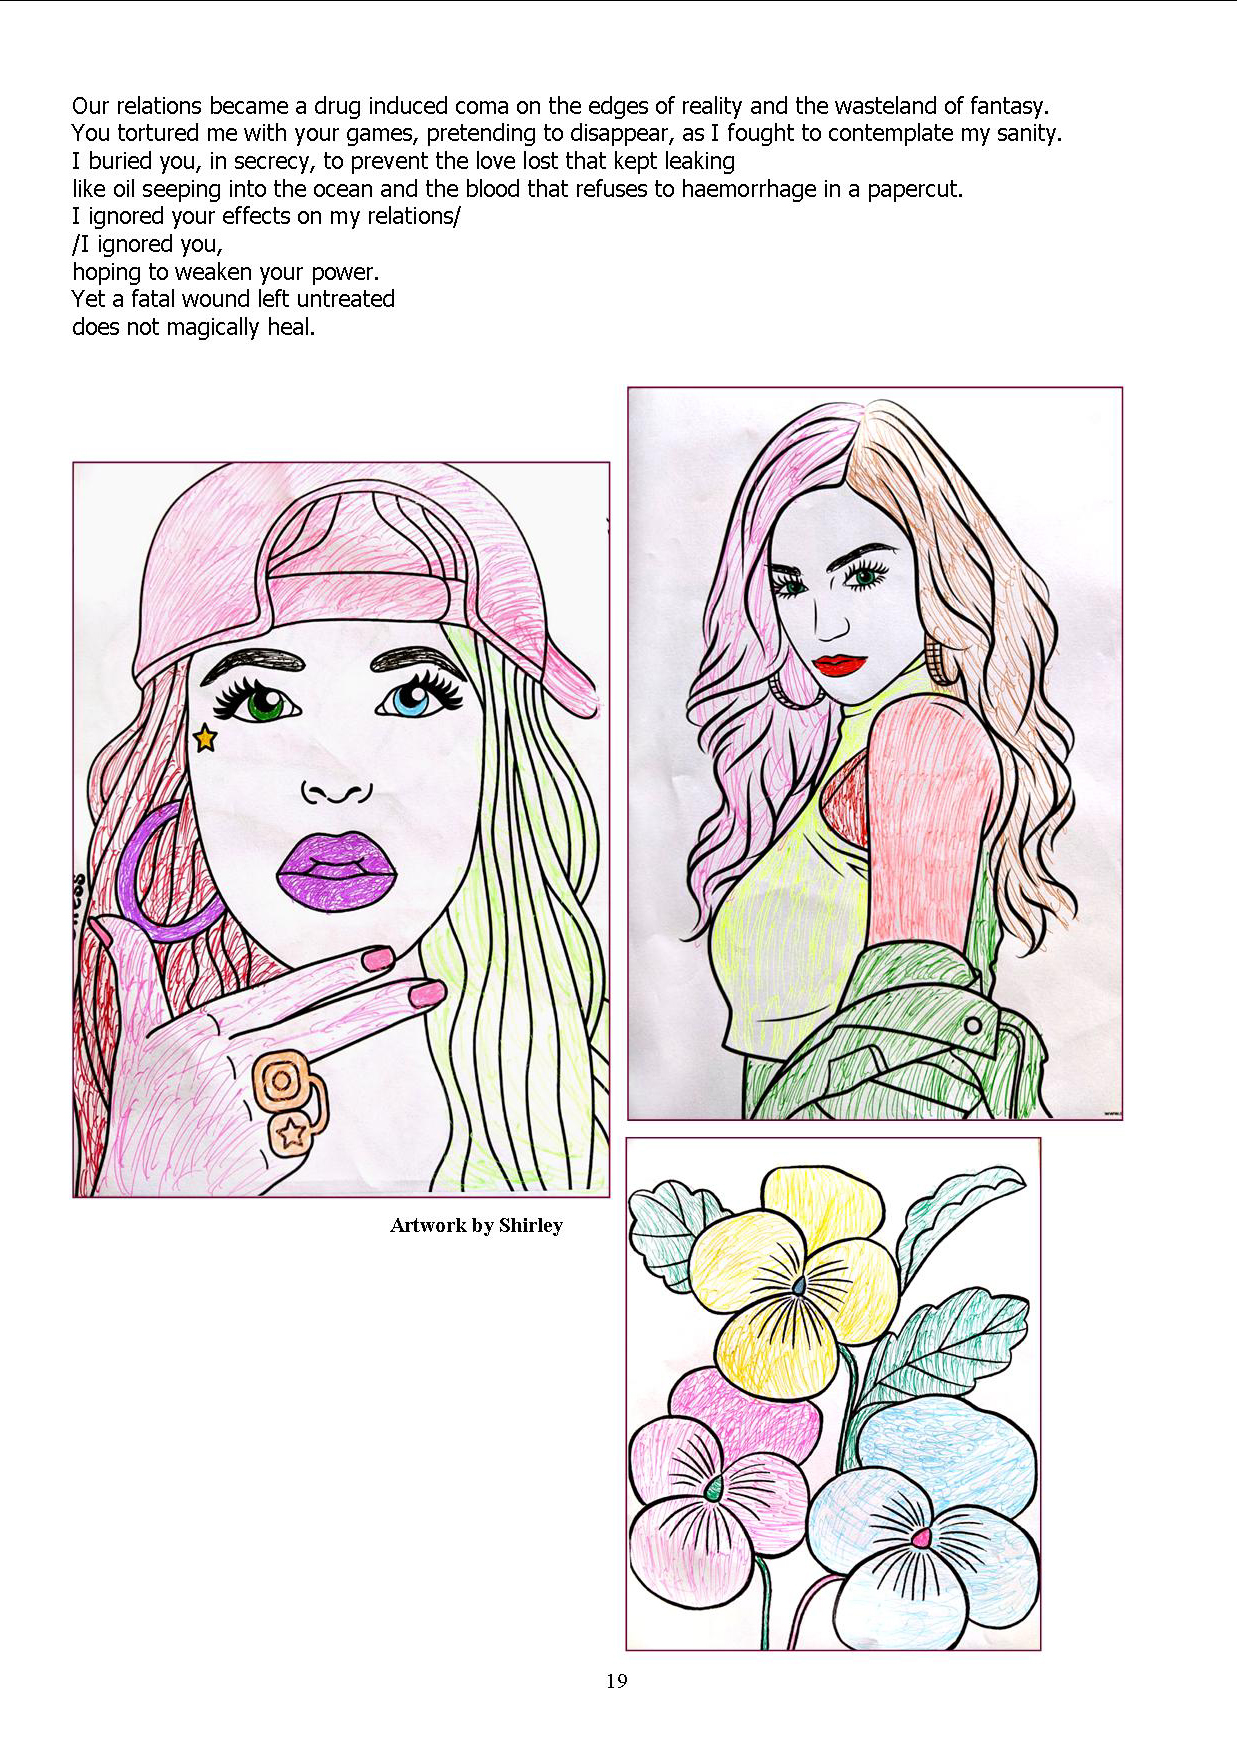 Our relations became a drug induced coma on the edges of reality and the wasteland of fantasy.
You tortured me with your games, pretending to disappear, as I fought to contemplate my sanity.
I buried you, in secrecy, to prevent the love lost that kept leaking
like oil seeping into the ocean and the blood that refuses to haemorrhage in a papercut.
I ignored your effects on my relations/
/I ignored you,
hoping to weaken your power.
Yet a fatal wound left untreated
does not magically heal.
Artwork by Shirley
19